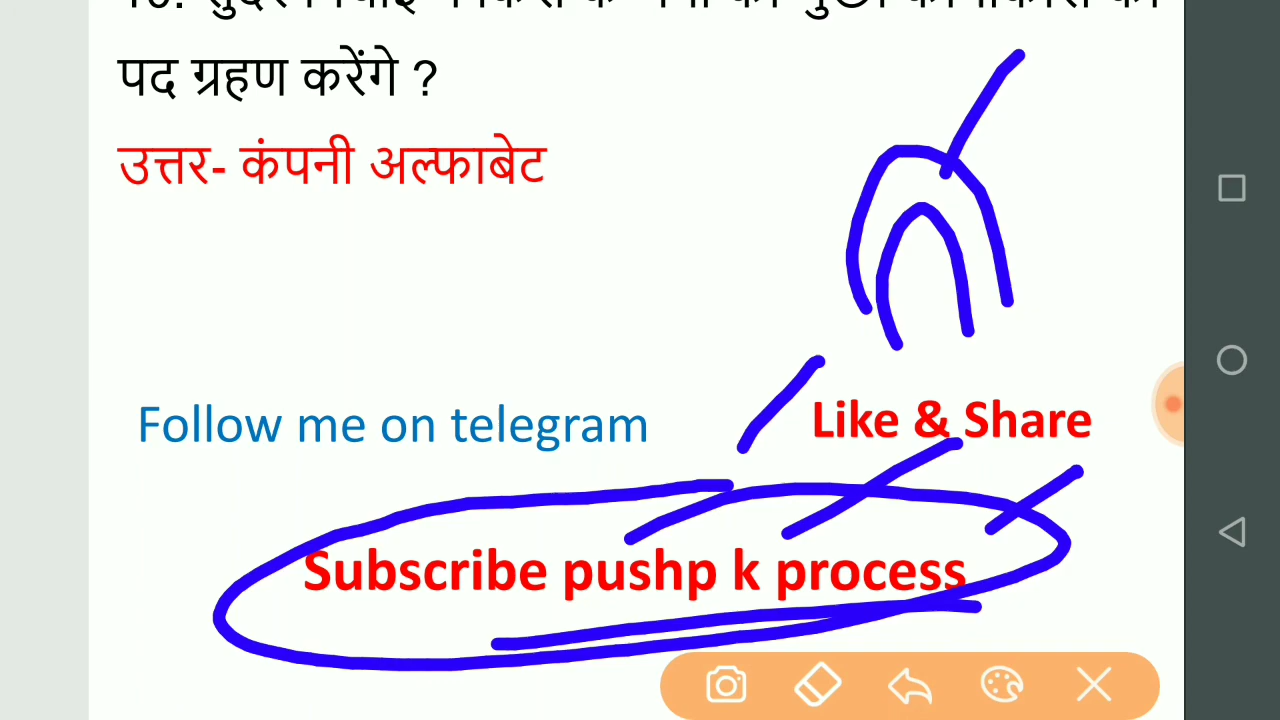 पद ग्रहण करेंगे ?
उत्तर- कंपनी अल्फाबेट
Follow me on telegram
Like & Share
Subscribe pushp k process